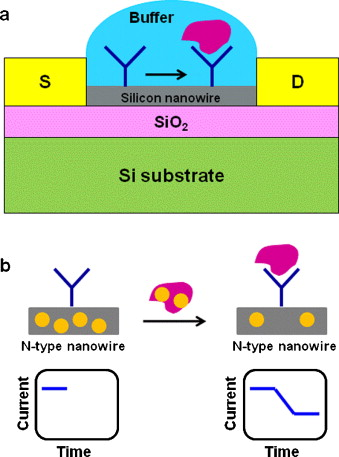 a
Buffer
S
D
Silicon nanowire
SiO₂
Si substrate
b
N-type nanowire
N-type nanowire
Current
Time
Current
Time